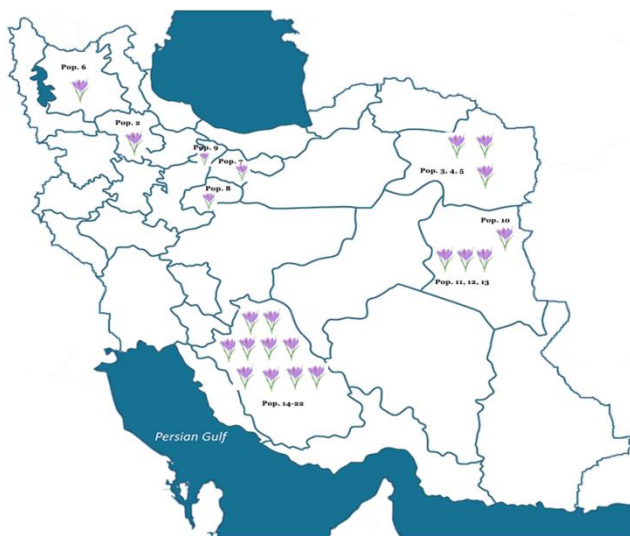 Pop. 6
Pop. 2
Pop. 9
Pop. 7
Pop. 8
Pop. 3, 4, 5
Pop. 10
Pop. 11, 12, 13
Pop. 14-22
Persian Gulf